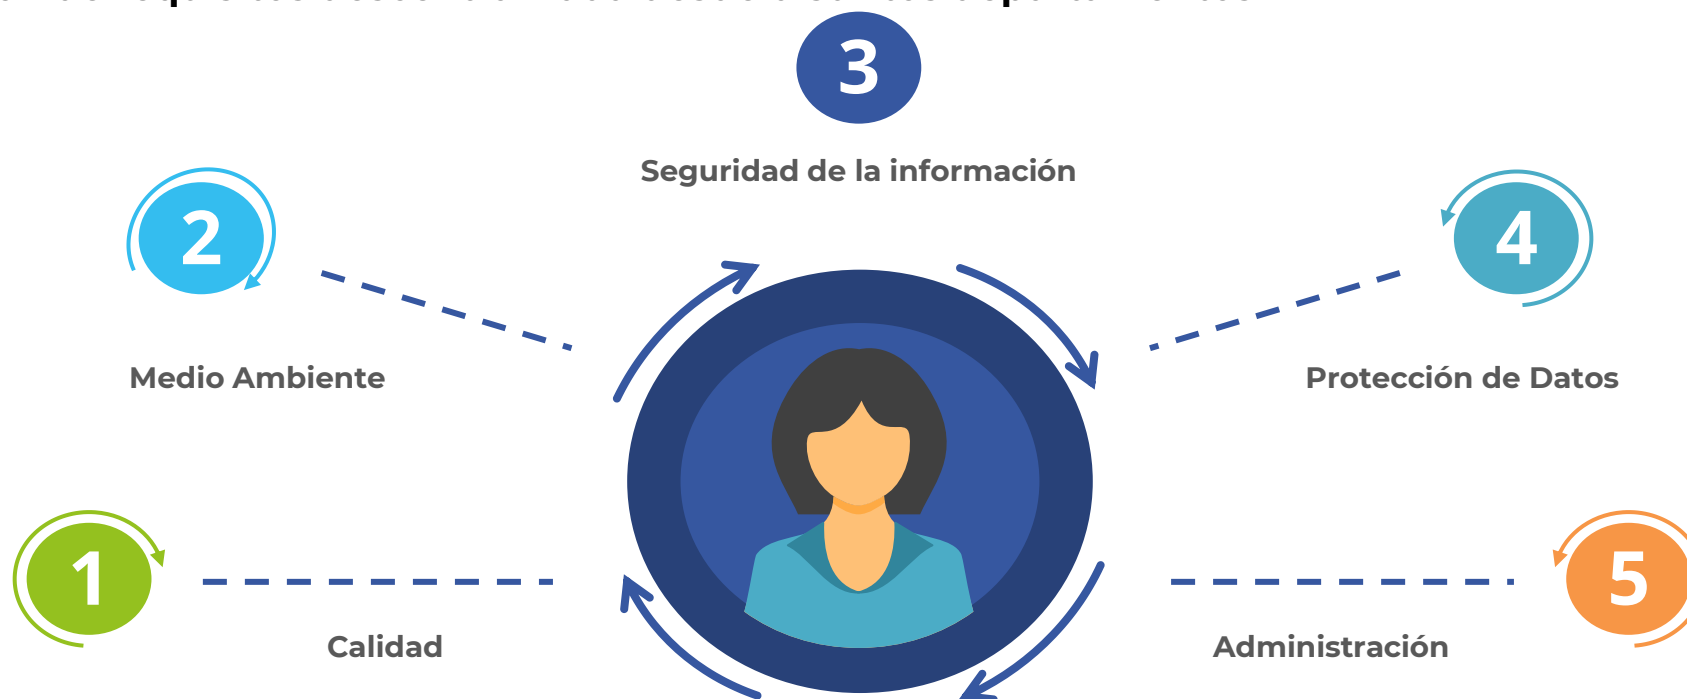 3
Seguridad de la información
2
4
Medio Ambiente
Protección de Datos
1
5
Calidad
Administración